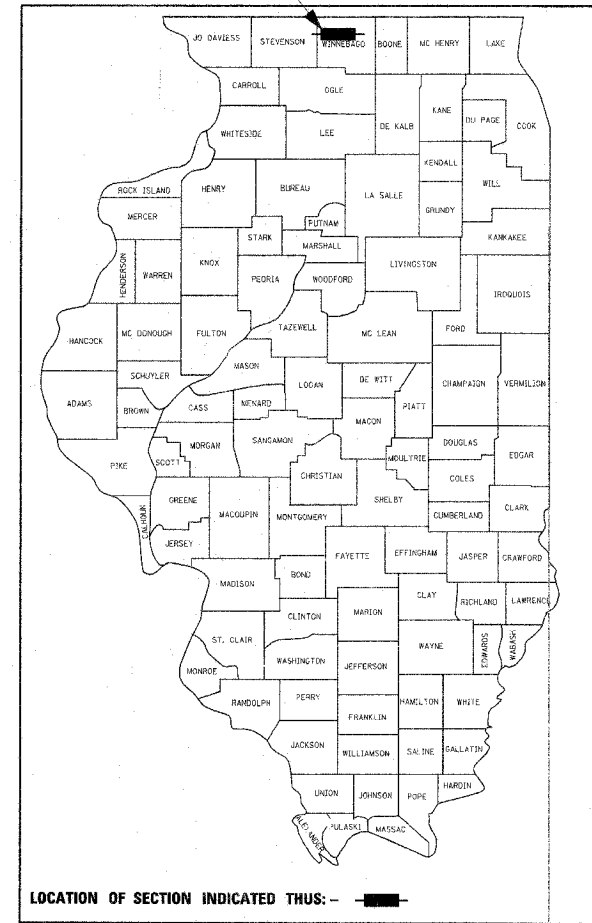 JO DAVIESS STEVENSON WINNEBAGO BOONE MC HENRY LAKE
CARROLL OGLE KANE DU PAGE COOK
WHITESIDE LEE DE KALB
KENDALL WILL
ROCK ISLAND HENRY BUREAU LA SALLE GRUNDY
MERCER PUTNAM KANKAKEE
STARK MARSHALL
HENDERSON WARREN KNOX PEORIA WOODFORD LIVINGSTON IROQUOIS
HANCOCK MC DONOUGH FULTON TAZEWELL MC LEAN FORD
SCHUYLER MASON
ADAMS BROWN CASS MENARD LOGAN DE WITT PIATT CHAMPAIGN VERMILION
MORGAN SANGAMON MACON
PIKE SCOTT CHRISTIAN MOULTRIE DOUGLAS EDGAR
COLES
CALHOUN GREENE MACOUPIN MONTGOMERY SHELBY CUMBERLAND CLARK
JERSEY FAYETTE EFFINGHAM JASPER CRAWFORD
MADISON BOND
CLAY RICHLAND LAWRENCE
CLINTON MARION
ST. CLAIR WAYNE EDWARDS WABASH
MONROE WASHINGTON JEFFERSON
RANDOLPH PERRY HAMILTON WHITE
FRANKLIN
JACKSON WILLIAMSON SALINE GALLATIN
UNION JOHNSON POPE HARDIN
ALEXANDER PULASKI MASSAC
LOCATION OF SECTION INDICATED THUS: -